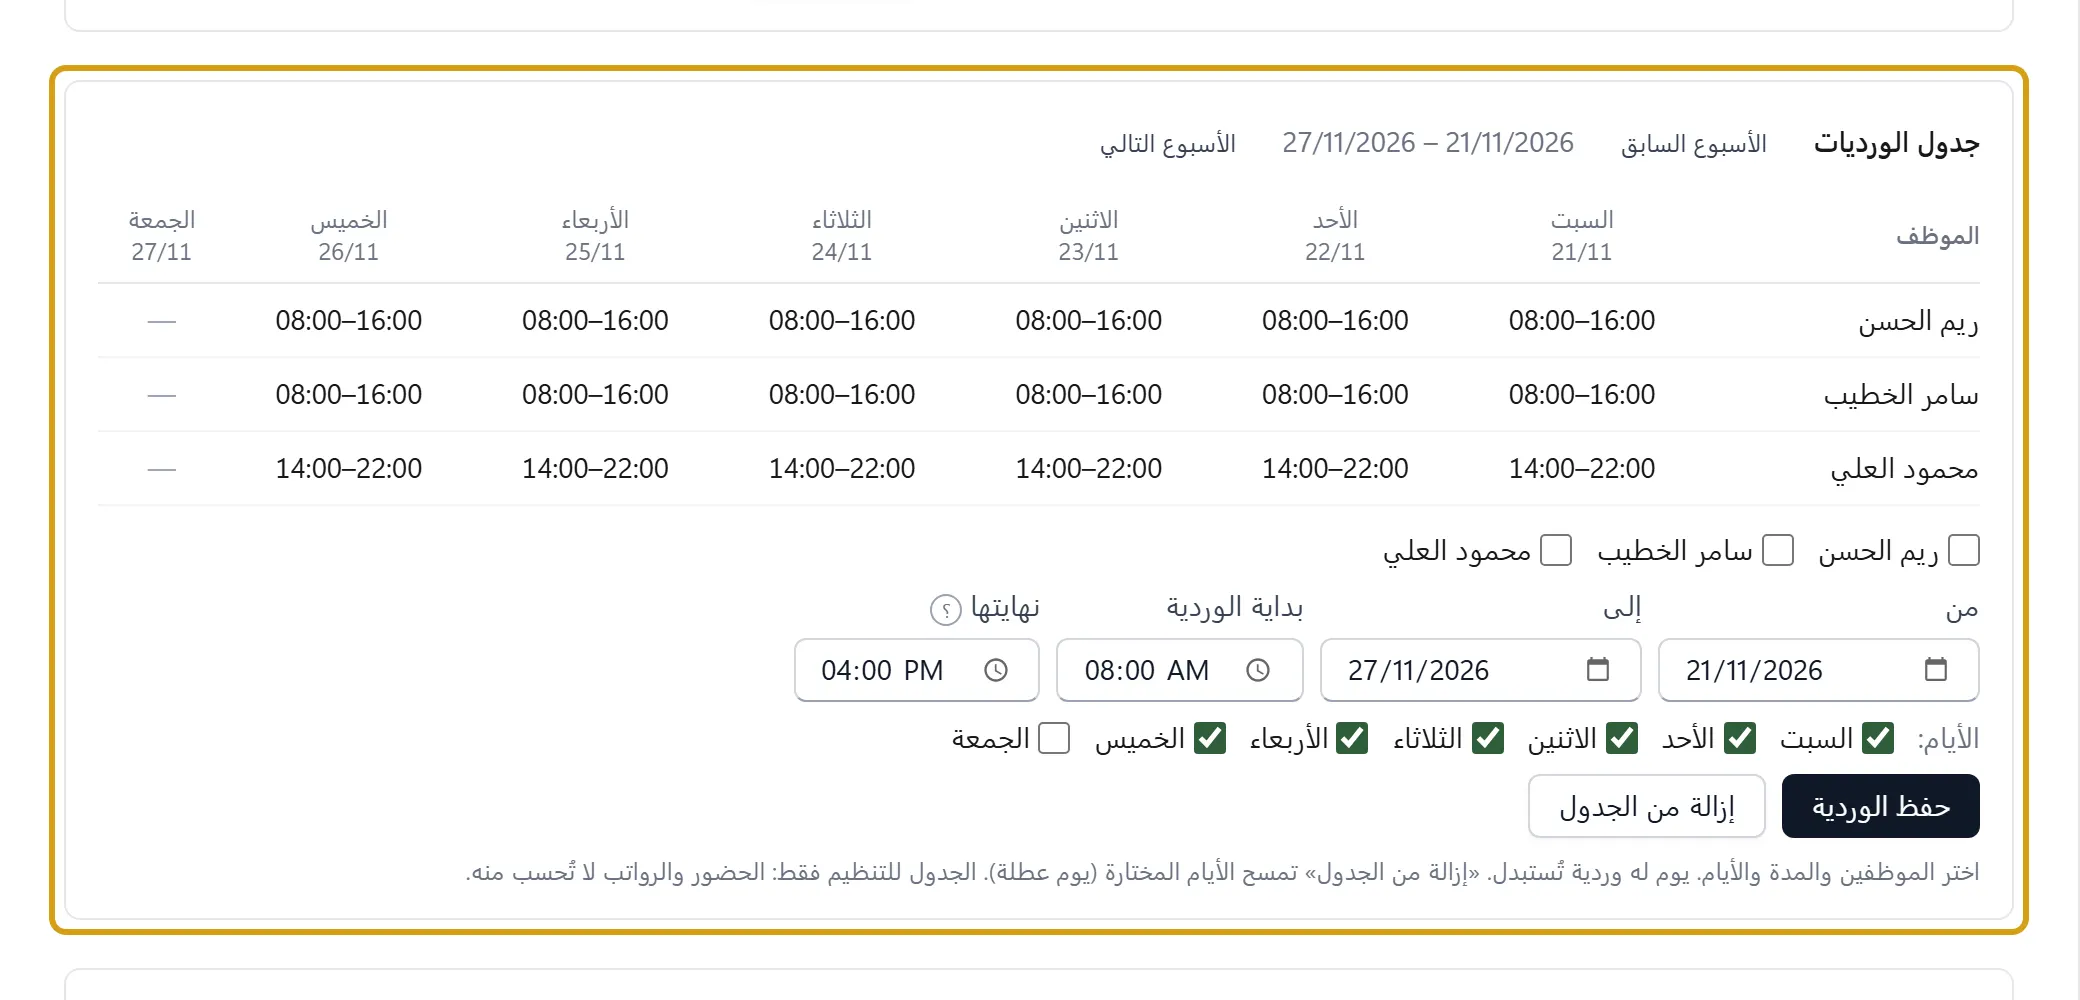 جدول الورديات الأسبوع السابق 21/11/2026 – 27/11/2026 الأسبوع التالي
الموظف السبت 21/11 الأحد 22/11 الاثنين 23/11 الثلاثاء 24/11 الأربعاء 25/11 الخميس 26/11 الجمعة 27/11
ريم الحسن 08:00–16:00 08:00–16:00 08:00–16:00 08:00–16:00 08:00–16:00 08:00–16:00 —
سامر الخطيب 08:00–16:00 08:00–16:00 08:00–16:00 08:00–16:00 08:00–16:00 08:00–16:00 —
محمود العلي 14:00–22:00 14:00–22:00 14:00–22:00 14:00–22:00 14:00–22:00 14:00–22:00 —
ريم الحسن سامر الخطيب محمود العلي
من إلى بداية الوردية نهايتها ؟
21/11/2026 27/11/2026 08:00 AM 04:00 PM
الأيام: السبت الأحد الاثنين الثلاثاء الأربعاء الخميس الجمعة
حفظ الوردية إزالة من الجدول
اختر الموظفين والمدة والأيام. يوم له وردية تُستبدل. «إزالة من الجدول» تمسح الأيام المختارة (يوم عطلة). الجدول للتنظيم فقط: الحضور والرواتب لا تُحسب منه.